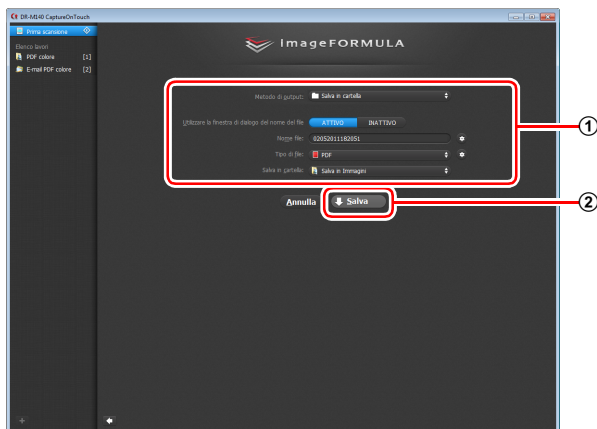 DR-M140 CaptureOnTouch
Prima scansione
Elenco lavori
PDF colore [1]
E-mail PDF colore [2]
imageFORMULA
Metodo di output: Salva in cartella
Utilizzare la finestra di dialogo del nome del file ATTIVO INATTIVO
Nome file: 02052011182051
Tipo di file: PDF
Salva in cartella: Salva in Immagini
Annulla Salva
1
2